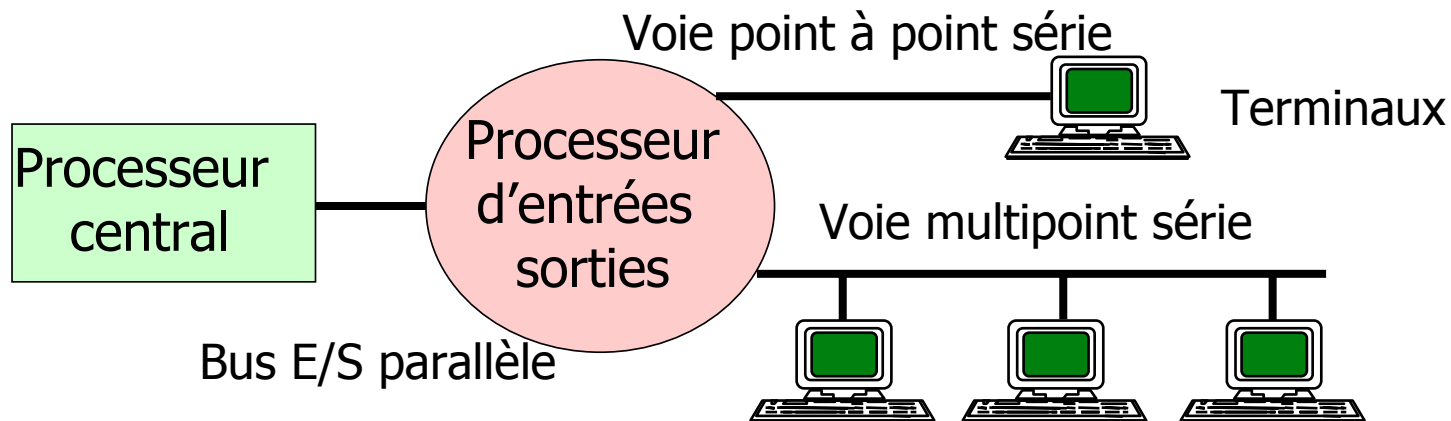 Voie point à point série
Terminaux
Processeur
central
Processeur
d’entrées
sorties
Voie multipoint série
Bus E/S parallèle